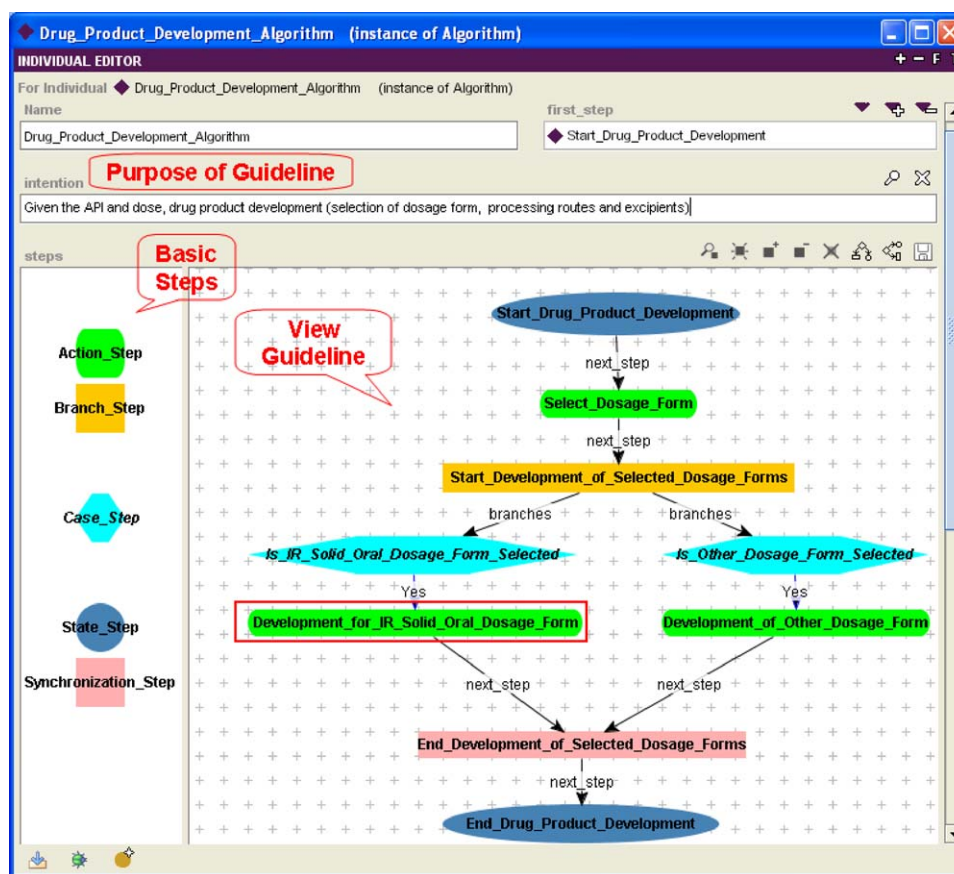 Drug_Product_Development_Algorithm (instance of Algorithm)
INDIVIDUAL EDITOR
+ − F
For Individual Drug_Product_Development_Algorithm (instance of Algorithm)
Name
first_step
Drug_Product_Development_Algorithm
Start_Drug_Product_Development
Purpose of Guideline
intention
Given the API and dose, drug product development (selection of dosage form, processing routes and excipients)
steps
Basic
Steps
View
Guideline
Action_Step
Branch_Step
Case_Step
State_Step
Synchronization_Step
Start_Drug_Product_Development
next_step
Select_Dosage_Form
next_step
Start_Development_of_Selected_Dosage_Forms
branches
branches
Is_IR_Solid_Oral_Dosage_Form_Selected
Is_Other_Dosage_Form_Selected
Yes
Yes
Development_for_IR_Solid_Oral_Dosage_Form
Development_of_Other_Dosage_Form
next_step
next_step
End_Development_of_Selected_Dosage_Forms
next_step
End_Drug_Product_Development